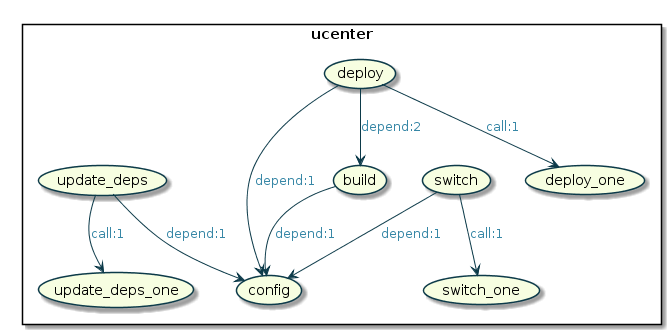 ucenter
deploy
depend:2
call:1
update_deps
depend:1
build
switch
deploy_one
call:1
depend:1
depend:1
depend:1
call:1
update_deps_one
config
switch_one